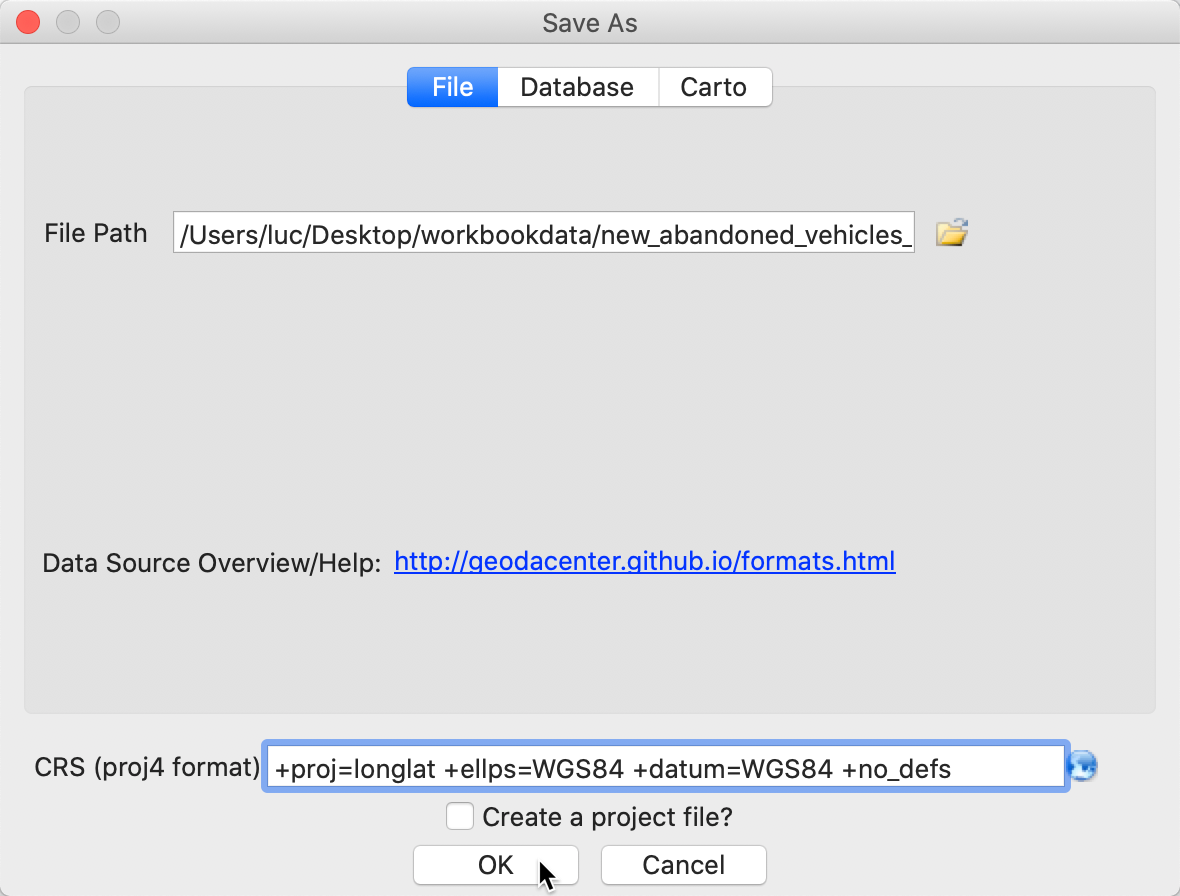 Save As
File Database Carto
File Path /Users/luc/Desktop/workbookdata/new_abandoned_vehicles_
Data Source Overview/Help: http://geodacenter.github.io/formats.html
CRS (proj4 format) +proj=longlat +ellps=WGS84 +datum=WGS84 +no_defs
Create a project file?
OK Cancel